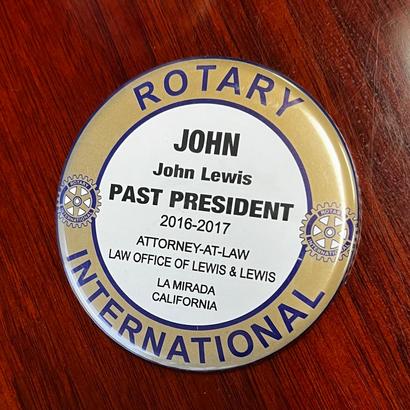 ROTARY
JOHN
John Lewis
PAST PRESIDENT
2016-2017
ATTORNEY-AT-LAW
LAW OFFICE OF LEWIS & LEWIS
LA MIRADA
CALIFORNIA
INTERNATIONAL